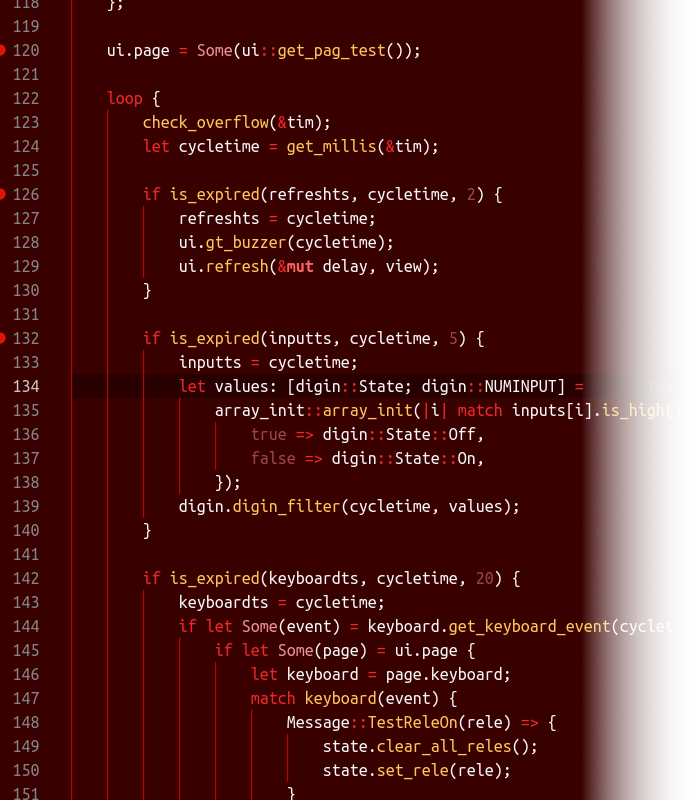 118 };
119
120 ui.page = Some(ui::get_pag_test());
121
122 loop {
123 check_overflow(&tim);
124 let cycletime = get_millis(&tim);
125
126 if is_expired(refreshts, cycletime, 2) {
127 refreshts = cycletime;
128 ui.gt_buzzer(cycletime);
129 ui.refresh(&mut delay, view);
130 }
131
132 if is_expired(inputts, cycletime, 5) {
133 inputts = cycletime;
134 let values: [digin::State; digin::NUMINPUT] =
135 array_init::array_init(|i| match inputs[i].is_high()
136 true => digin::State::Off,
137 false => digin::State::On,
138 });
139 digin.digin_filter(cycletime, values);
140 }
141
142 if is_expired(keyboardts, cycletime, 20) {
143 keyboardts = cycletime;
144 if let Some(event) = keyboard.get_keyboard_event(cycleti
145 if let Some(page) = ui.page {
146 let keyboard = page.keyboard;
147 match keyboard(event) {
148 Message::TestReleOn(rele) => {
149 state.clear_all_reles();
150 state.set_rele(rele);
151 }